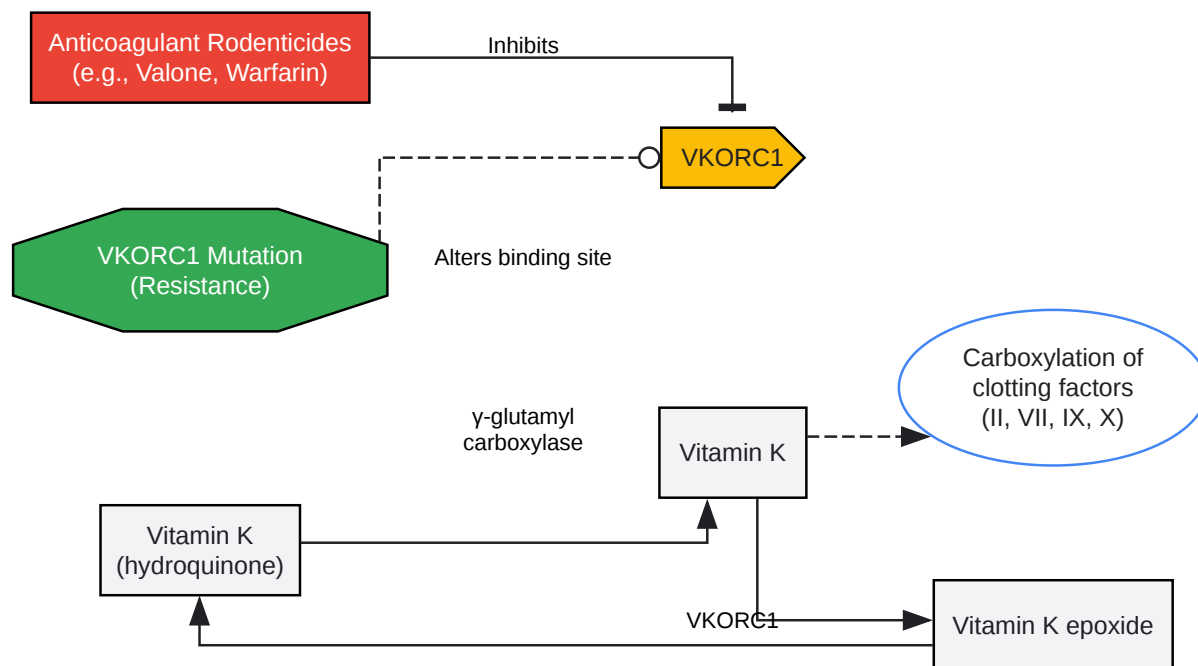 Anticoagulant Rodenticides
(e.g., Valone, Warfarin)
Inhibits
VKORC1
VKORC1 Mutation
(Resistance)
Alters binding site
Carboxylation of
clotting factors
(II, VII, IX, X)
γ-glutamyl
carboxylase
Vitamin K
Vitamin K
(hydroquinone)
VKORC1
Vitamin K epoxide